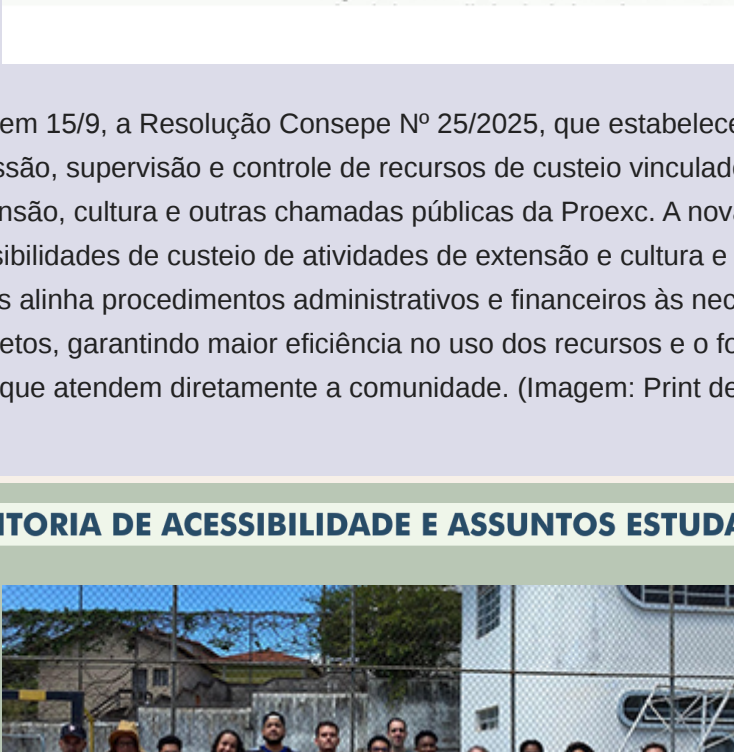 em 15/9, a Resolução Consepe Nº 25/2025, que estabelece
ssão, supervisão e controle de recursos de custeio vinculad
nsão, cultura e outras chamadas públicas da Proexc. A nova
sibilidades de custeio de atividades de extensão e cultura e
s alinha procedimentos administrativos e financeiros às nec
etos, garantindo maior eficiência no uso dos recursos e o fo
que atendem diretamente a comunidade. (Imagem: Print de
ITORIA DE ACESSIBILIDADE E ASSUNTOS ESTUDA